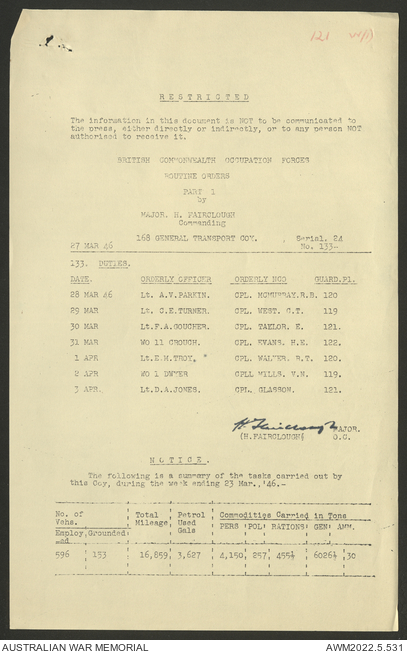 121
RESTRICTED
The information in this document is NOT to be communicated to
the press, either directly or indirectly, or to any person NOT
authorised to receive it.
BRITISH COMMONWEALTH OCCUPATION FORCES
ROUTINE ORDERS
PART 1
by
MAJOR. H. FAIRCLOUGH
Commanding
168 GENERAL TRANSPORT COY. Serial. 24
27 MAR 46 No. 133-
133. DUTIES.
DATE. ORDERLY OFFICER ORDERLY NCO GUARD.Pl.
28 MAR 46 Lt. A.V.PARKIN. CPL. MCMURRAY.R.B. 120
29 MAR Lt. C.E.TURNER. CPL. WEST. C.T. 119
30 MAR Lt.F.A.GOUCHER. CPL. TAYLOR. E. 121.
31 MAR WO 11 CROUCH. CPL. EVANS. H.E. 122.
1 APR Lt.E.M.TROY. CPL. WALKER. R.T. 120.
2 APR WO 1 DWYER CPLL MILLS. V.N. 119.
3 APR. Lt.D.A.JONES. CPL. GLASSON. 121.
H Fairclough MAJOR.
(H.FAIRCLOUGH) O.C.
NOTICE.
The following is a summary of the tasks carried out by
this Coy, during the week ending 23 Mar., '46.-
No. of Total Petrol Commodities Carried in Tons
Vehs. Mileage Used
Gals PERS POL RATIONS GEN AMM.
Employ Grounded
ed
596 153 16,859 3,627 4,150 257 455½ 6026½ 30
AUSTRALIAN WAR MEMORIAL AWM2022.5.531